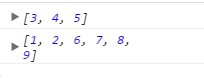 [3, 4, 5]
[1, 2, 6, 7, 8,
9]